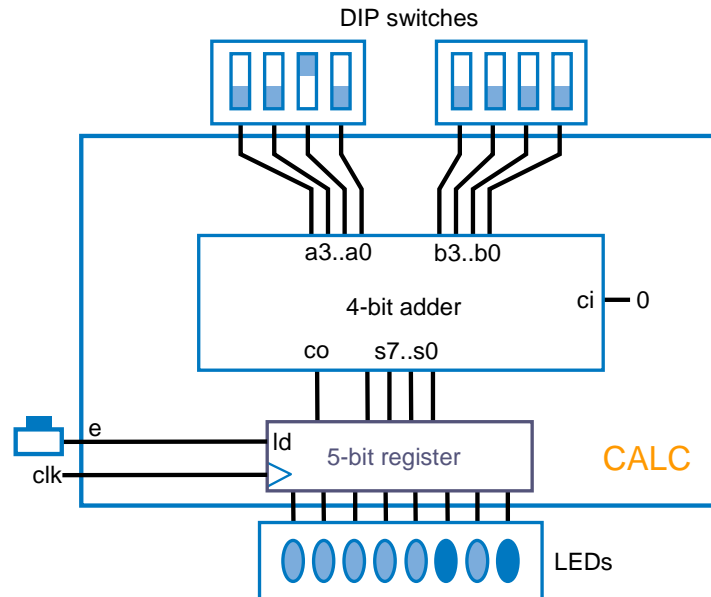 DIP switches
a3..a0
b3..b0
4-bit adder
ci
0
co
s7..s0
e
ld
clk
5-bit register
CALC
LEDs